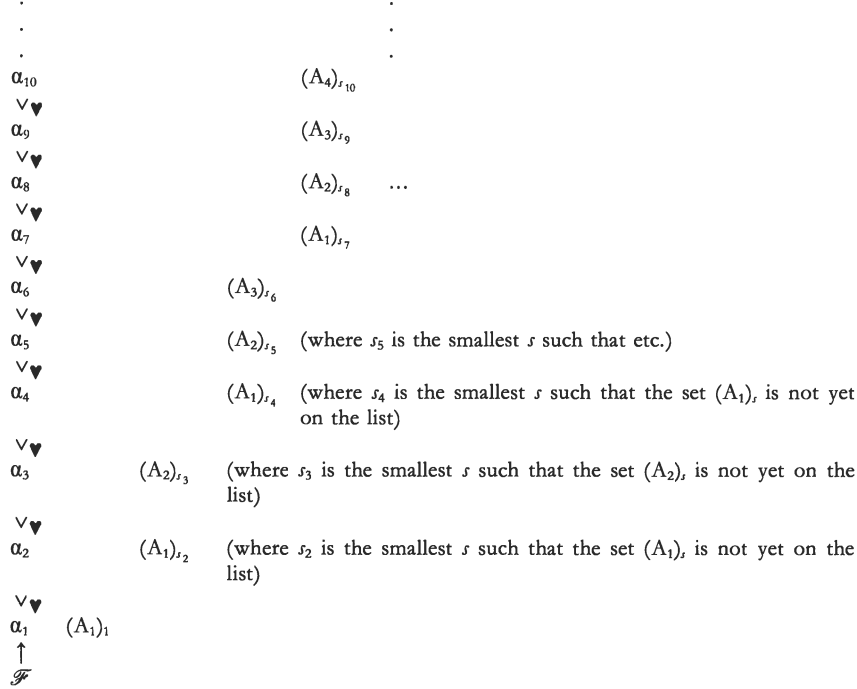 . .
. .
. .
α₁₀ (A₄)ₛ₁₀
∨♥
α₉ (A₃)ₛ₉
∨♥
α₈ (A₂)ₛ₈ ...
∨♥
α₇ (A₁)ₛ₇
∨♥
α₆ (A₃)ₛ₆
∨♥
α₅ (A₂)ₛ₅ (where s₅ is the smallest s such that etc.)
∨♥
α₄ (A₁)ₛ₄ (where s₄ is the smallest s such that the set (A₁)ₛ is not yet
on the list)
∨♥
α₃ (A₂)ₛ₃ (where s₃ is the smallest s such that the set (A₂)ₛ is not yet on the
list)
∨♥
α₂ (A₁)ₛ₂ (where s₂ is the smallest s such that the set (A₁)ₛ is not yet on the
list)
∨♥
α₁ (A₁)₁
↑
ℱ